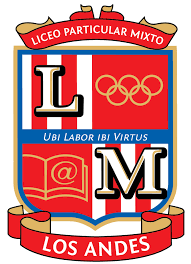 LICEO PARTICULAR MIXTO
L
UBI LABOR IBI VIRTUS
@
M
LOS ANDES